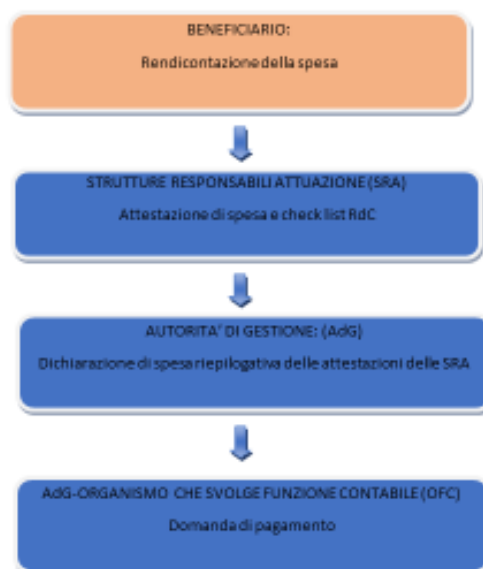 BENEFICIARIO:
Rendicontazione della spesa
STRUTTURE RESPONSABILI ATTUAZIONE (SRA)
Attestazione di spesa e check list RdC
AUTORITA' DI GESTIONE: (AdG)
Dichiarazione di spesa riepilogativa delle attestazioni delle SRA
AdG-ORGANISMO CHE SVOLGE FUNZIONE CONTABILE (OFC)
Domanda di pagamento